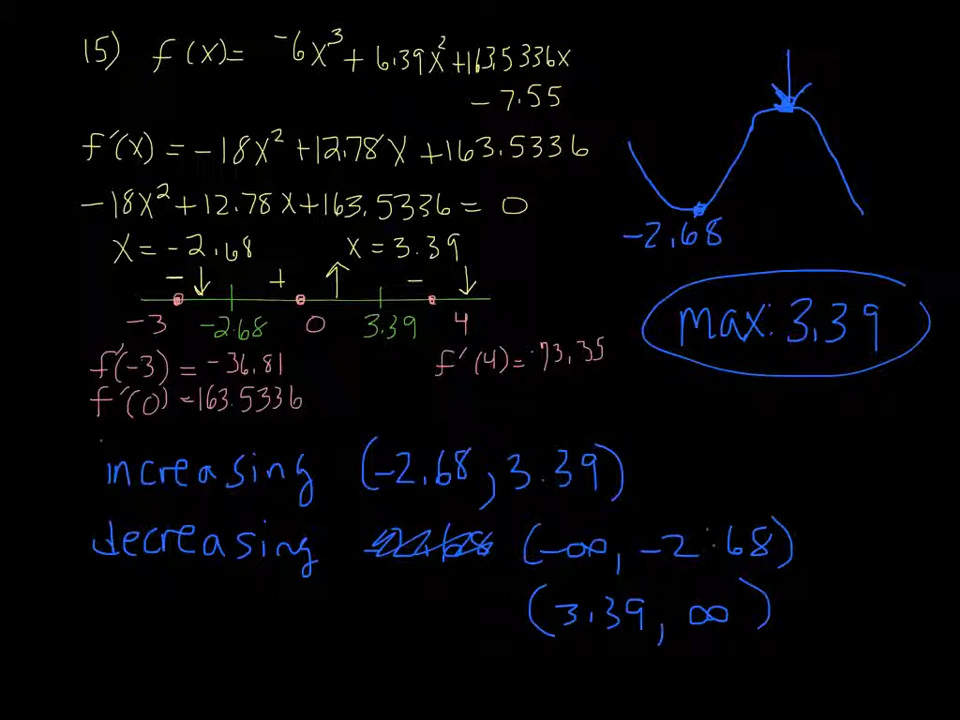 15) f(x) = -6x³ + 6.39x² + 163.5336x
- 7.55
f'(x) = -18x² + 12.78x + 163.5336
-18x² + 12.78x + 163.5336 = 0
-2.68
x = -2.68 x = 3.39
- + -
-3 -2.68 0 3.39 4
max: 3.39
f'(-3) = -36.81 f'(4) = -73.35
f'(0) = 163.5336
increasing (-2.68, 3.39)
decreasing (-∞, -2.68)
(3.39, ∞)